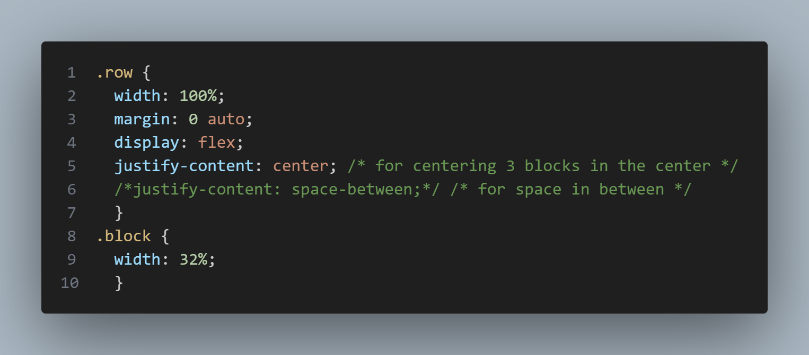 1 .row {
2 width: 100%;
3 margin: 0 auto;
4 display: flex;
5 justify-content: center; /* for centering 3 blocks in the center */
6 /*justify-content: space-between;*/ /* for space in between */
7 }
8 .block {
9 width: 32%;
10 }